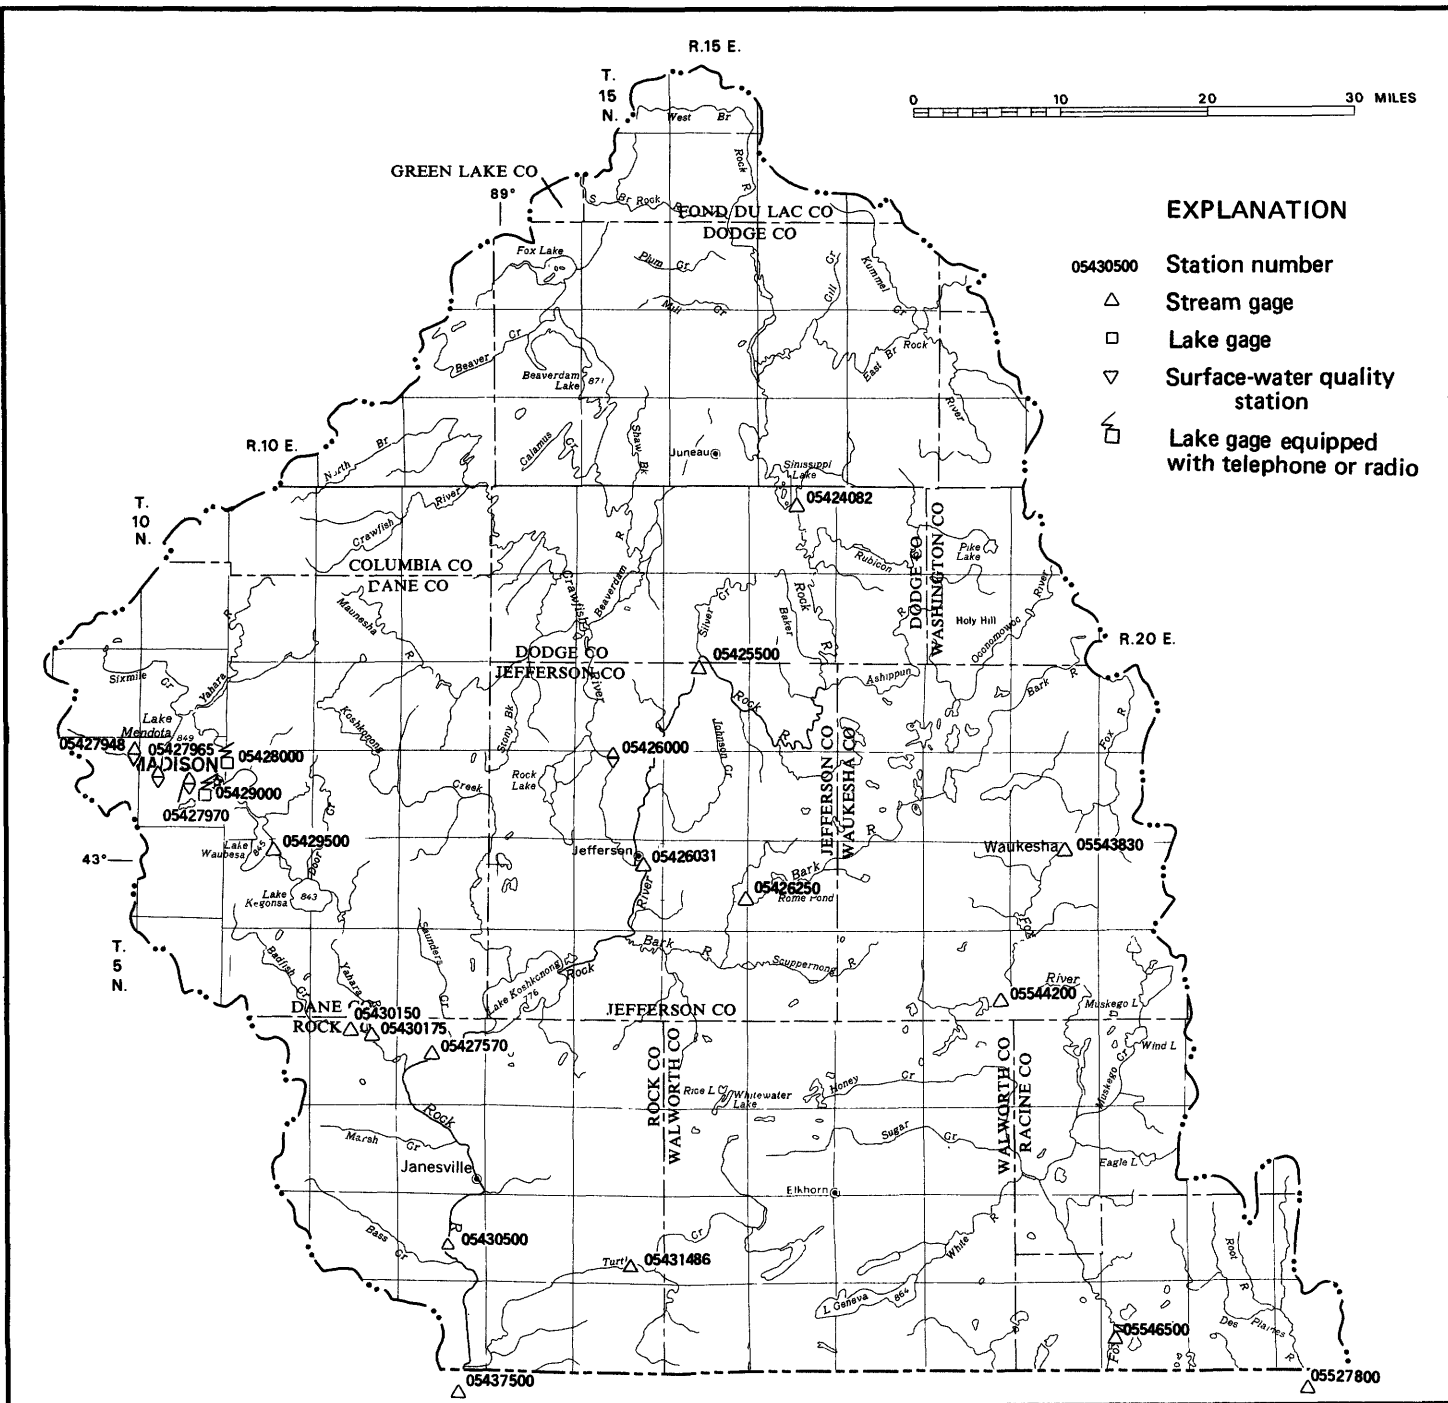 R.15 E.
T.
15
N.
0 10 20 30 MILES
West Br
Rock R
GREEN LAKE CO
89°
S Br Rock R
FOND DU LAC CO
DODGE CO
EXPLANATION
05430500 Station number
Stream gage
Lake gage
Surface-water quality
station
Lake gage equipped
with telephone or radio
Fox Lake
Plum Cr
Mill Cr
Gill Cr
Kummel Cr
East Br Rock
River
Beaver Cr
Beaverdam
Lake
871
R.10 E.
North Br
Calamus Cr
Shaw Bk
Juneau
Sinissippi
Lake
05424082
T.
10
N.
Crawfish River
COLUMBIA CO
DANE CO
Maunesha R
Crawfish
Beaverdam R
Silver Cr
Rock R
Baker
Rubicon R
DODGE CO
WASHINGTON CO
Pike
Lake
Holy Hill
Oconomowoc River
R.20 E.
DODGE CO
JEFFERSON CO
River
05425500
Rock R
Ashippun
Bark R
Sixmile Cr
Yahara R
Lake
Mendota
849
Koshkonong
Creek
Stony Bk
Johnson Cr
Fox R
05427948
05427965
MADISON
05428000
05429000
05427970
Rock
Lake
05426000
JEFFERSON CO
WAUKESHA CO
43°
Lake
Waubesa
845
05429500
Door Cr
Jefferson
05426031
Bark R
05426250
Rome Pond
Waukesha
05543830
Lake
Kegonsa
843
River
Fox
T.
5
N.
Badfish Cr
Yahara R
Saunders Cr
Lake Koshkonong
776
Rock
Bark R
Scuppernong R
River
05544200
Muskego L
DANE CO
ROCK CO
05430150
05430175
05427570
JEFFERSON CO
ROCK CO
WALWORTH CO
Rice L
Whitewater
Lake
Honey Cr
WALWORTH CO
RACINE CO
Wind L
Muskego Cr
Rock
Marsh Cr
Janesville
Sugar Cr
Eagle L
Elkhorn
Bass Cr
R
05430500
Turtle
Cr
05431486
White R
L Geneva
864
Root R
Des Plaines R
05546500
Fox
05437500
05527800